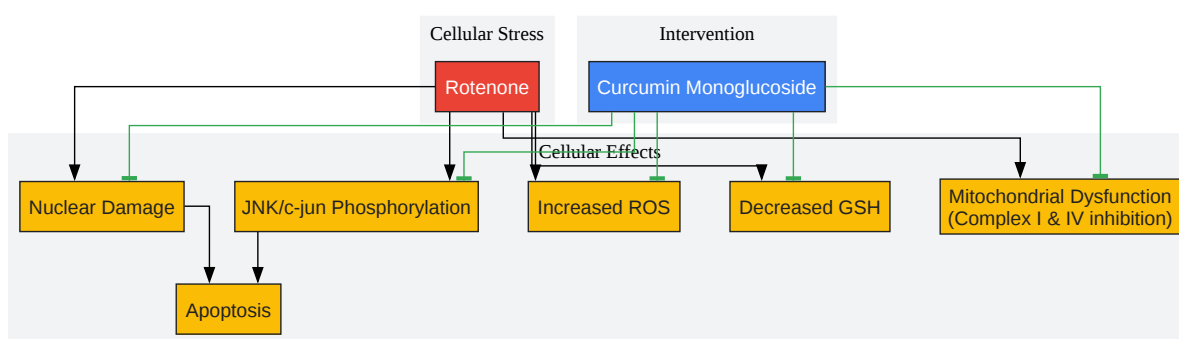 Cellular Stress
Intervention
Rotenone
Curcumin Monoglucoside
Cellular Effects
Nuclear Damage
JNK/c-jun Phosphorylation
Increased ROS
Decreased GSH
Mitochondrial Dysfunction
(Complex I & IV inhibition)
Apoptosis